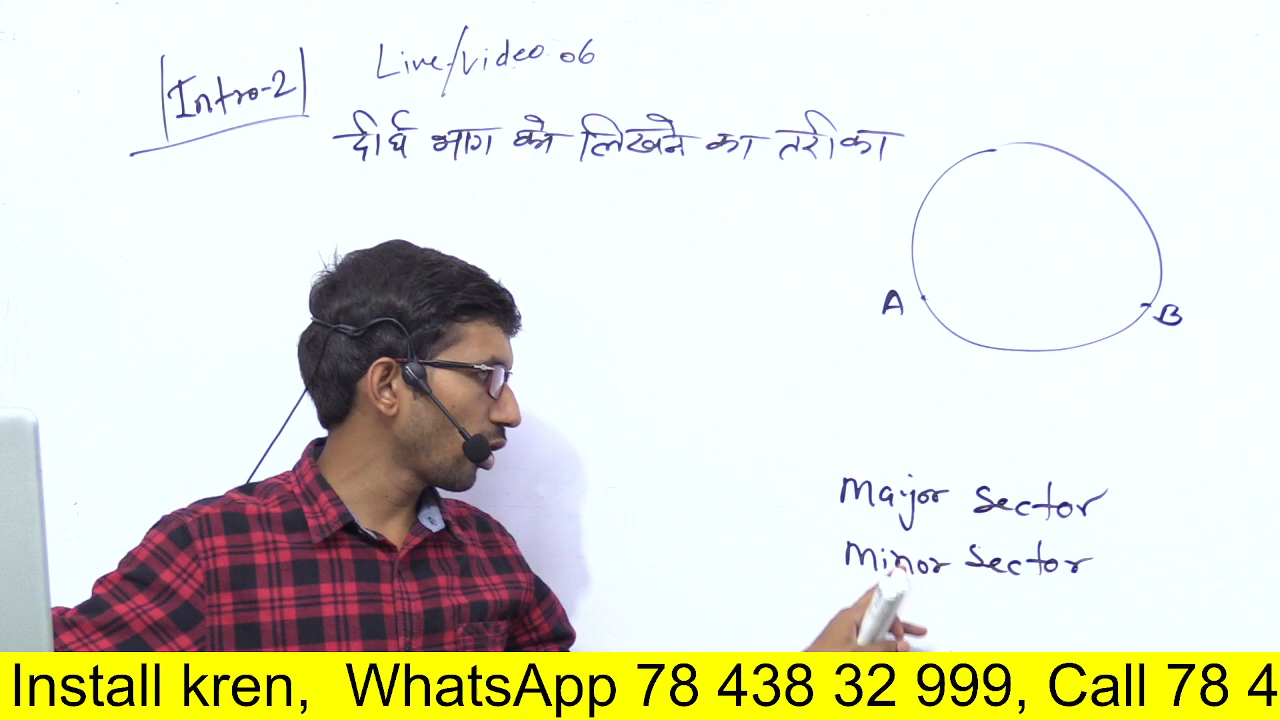 Intro-2
Live/video 06
दीर्घ भाग को लिखने का तरीका
A
B
Major Sector
Minor Sector
Install kren, WhatsApp 78 438 32 999, Call 78 4